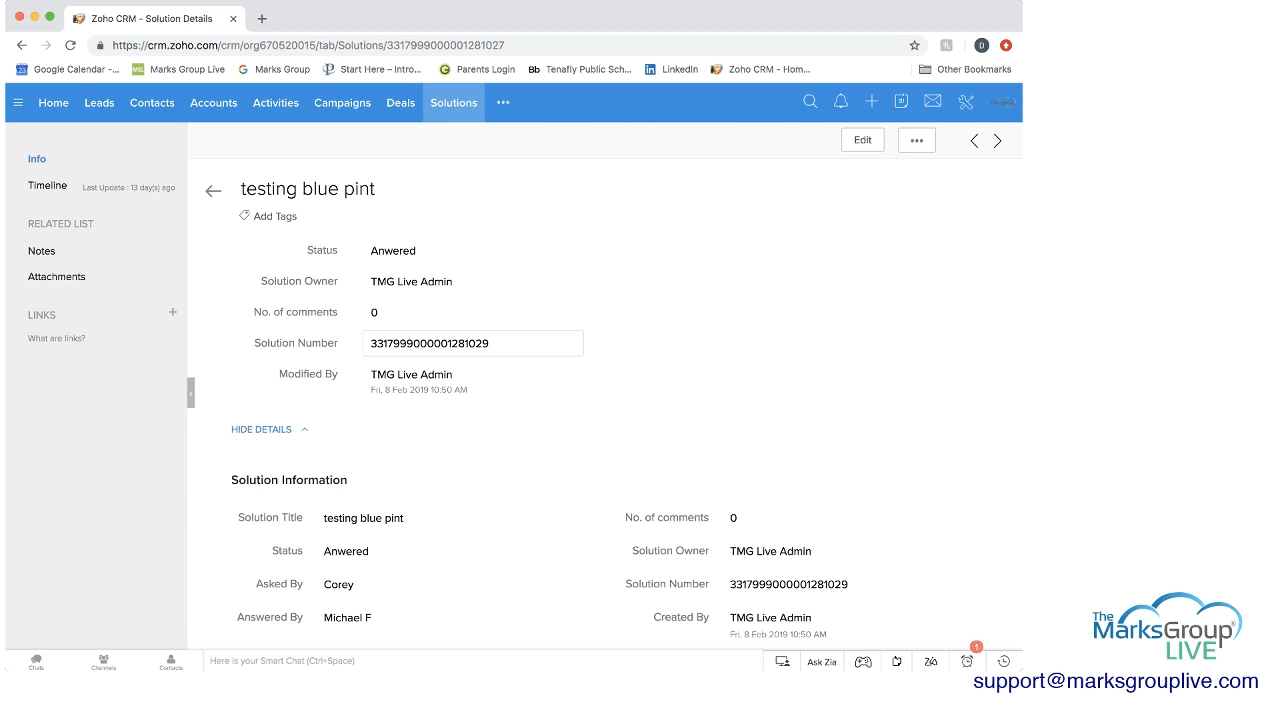 Zoho CRM - Solution Details
https://crm.zoho.com/crm/org670520015/tab/Solutions/3317999000001281027
D
23 Google Calendar -... MGL Marks Group Live G Marks Group Start Here – Intro... G Parents Login Bb Tenafly Public Sch... in LinkedIn Zoho CRM - Hom... Other Bookmarks
Home Leads Contacts Accounts Activities Campaigns Deals Solutions ••• 31
Edit •••
Info
Timeline Last Update : 13 day(s) ago
RELATED LIST
Notes
Attachments
LINKS +
What are links?
testing blue pint
Add Tags
Status Anwered
Solution Owner TMG Live Admin
No. of comments 0
Solution Number 3317999000001281029
Modified By TMG Live Admin
Fri, 8 Feb 2019 10:50 AM
HIDE DETAILS
Solution Information
Solution Title testing blue pint No. of comments 0
Status Anwered Solution Owner TMG Live Admin
Asked By Corey Solution Number 3317999000001281029
Answered By Michael F Created By TMG Live Admin
Fri, 8 Feb 2019 10:50 AM
Chats Channels Contacts Here is your Smart Chat (Ctrl+Space) Ask Zia 1
The
MarksGroup®
LIVE
support@marksgrouplive.com